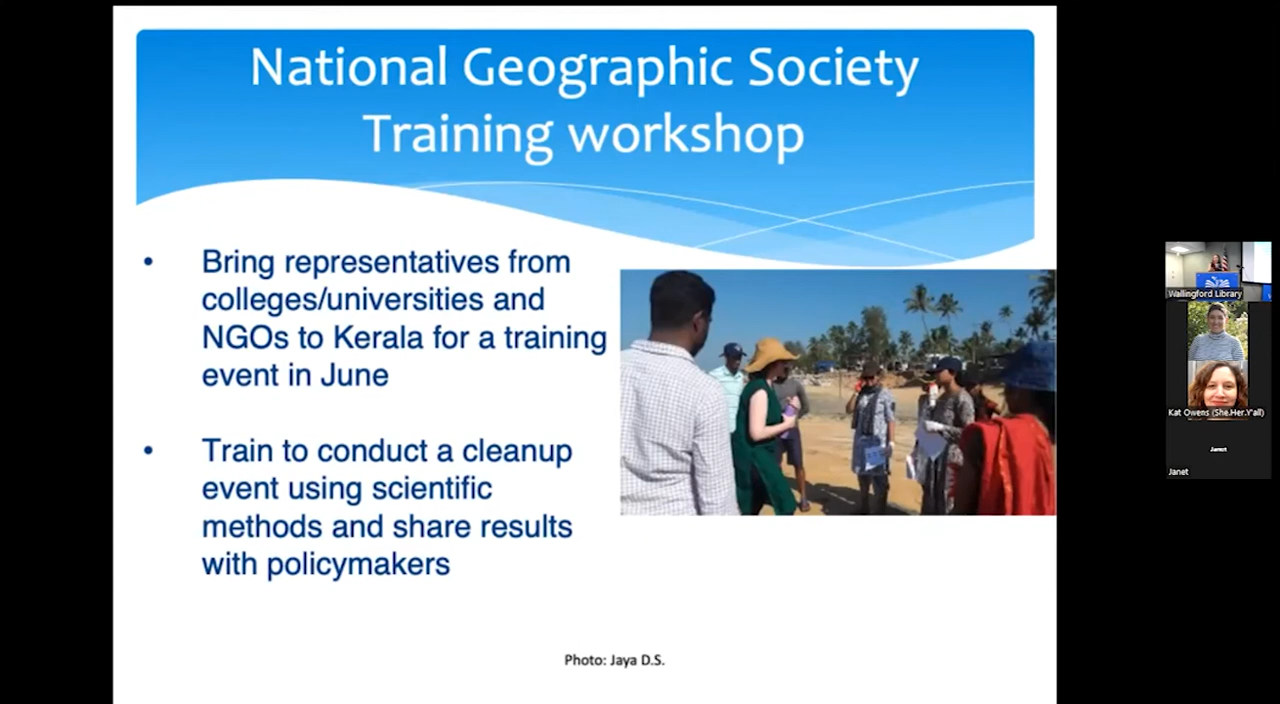 National Geographic Society
Training workshop
• Bring representatives from
colleges/universities and
NGOs to Kerala for a training
event in June
• Train to conduct a cleanup
event using scientific
methods and share results
with policymakers
Photo: Jaya D.S.
Wallingford Library
Kat Owens (She.Her.Y'all)
Janet
Janet